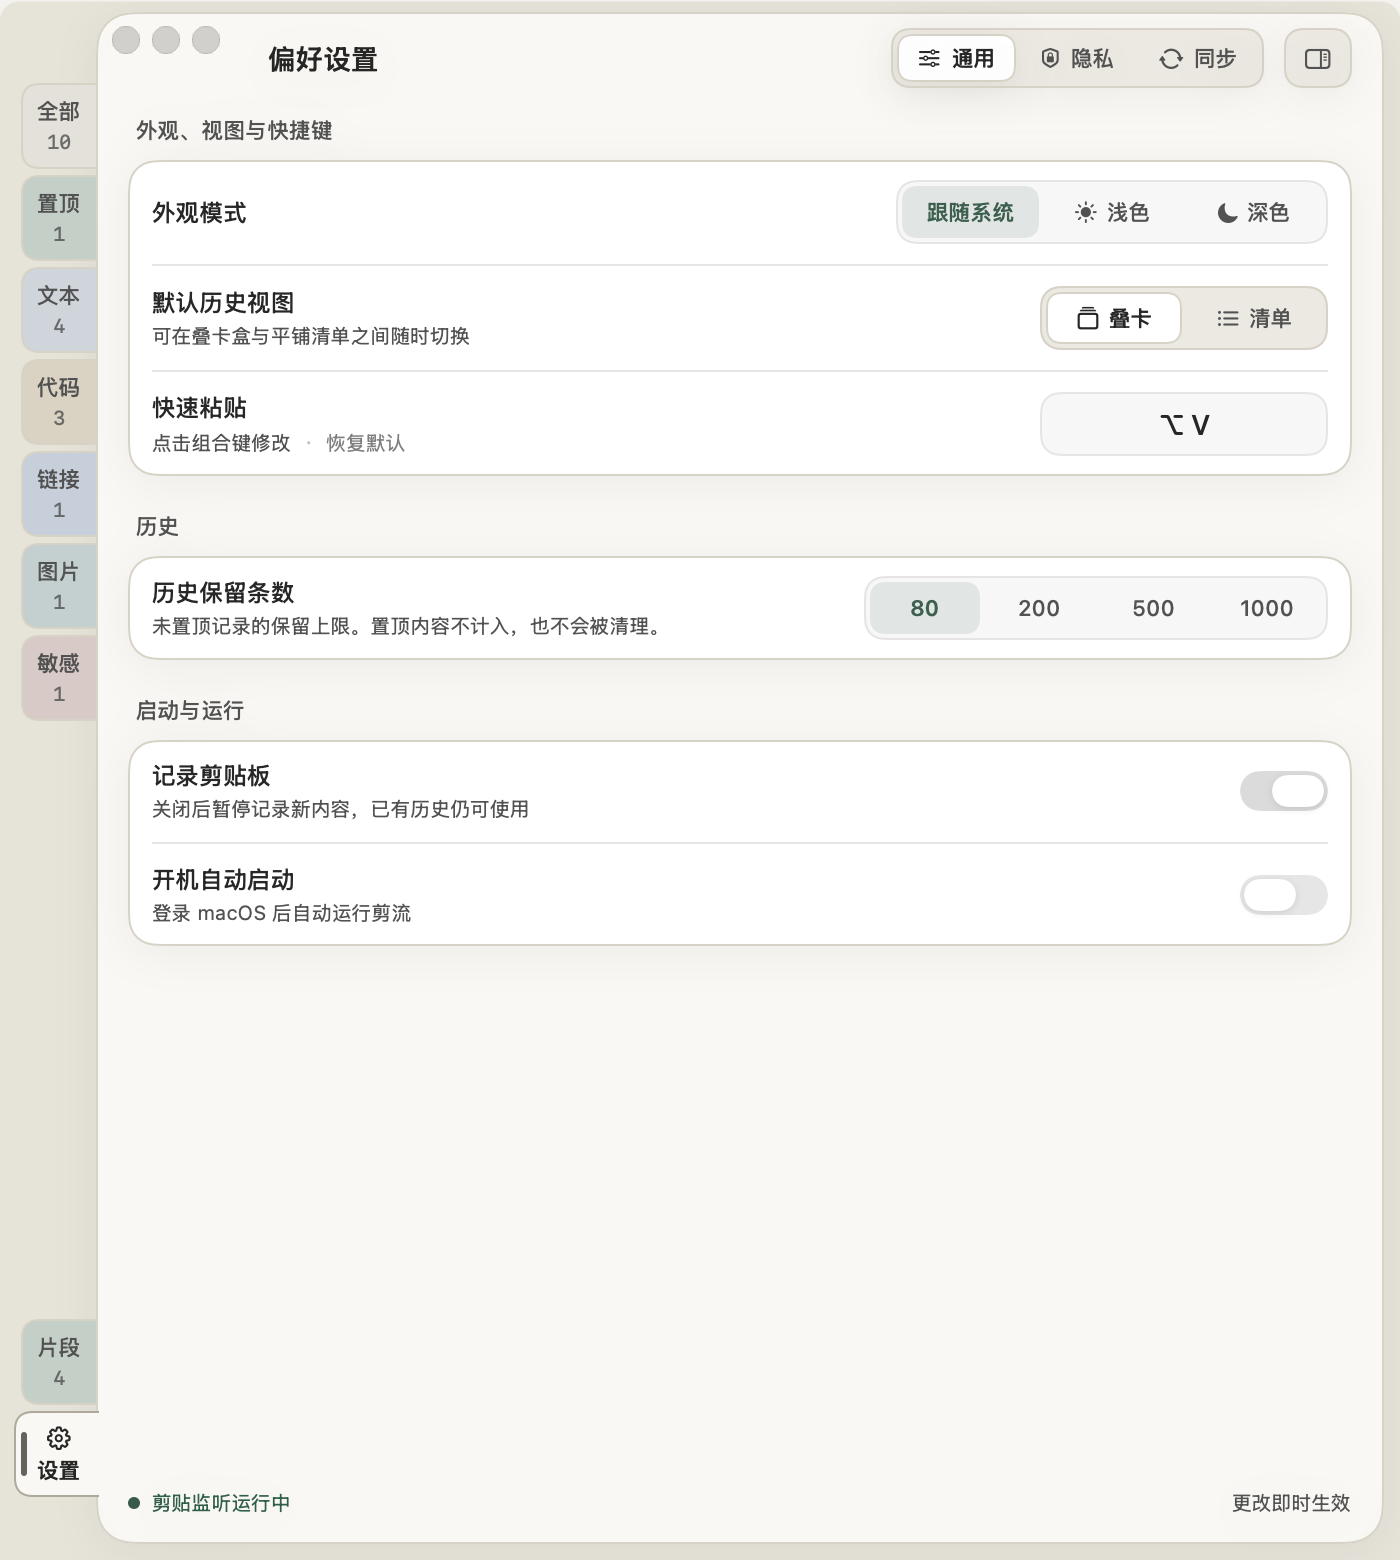 偏好设置
通用
隐私
同步
全部
10
置顶
1
文本
4
代码
3
链接
1
图片
1
敏感
1
片段
4
设置
外观、视图与快捷键
外观模式
跟随系统
浅色
深色
默认历史视图
可在叠卡盒与平铺清单之间随时切换
叠卡
清单
快速粘贴
点击组合键修改 · 恢复默认
⌥ V
历史
历史保留条数
未置顶记录的保留上限。置顶内容不计入，也不会被清理。
80
200
500
1000
启动与运行
记录剪贴板
关闭后暂停记录新内容，已有历史仍可使用
开机自动启动
登录 macOS 后自动运行剪流
剪贴监听运行中
更改即时生效